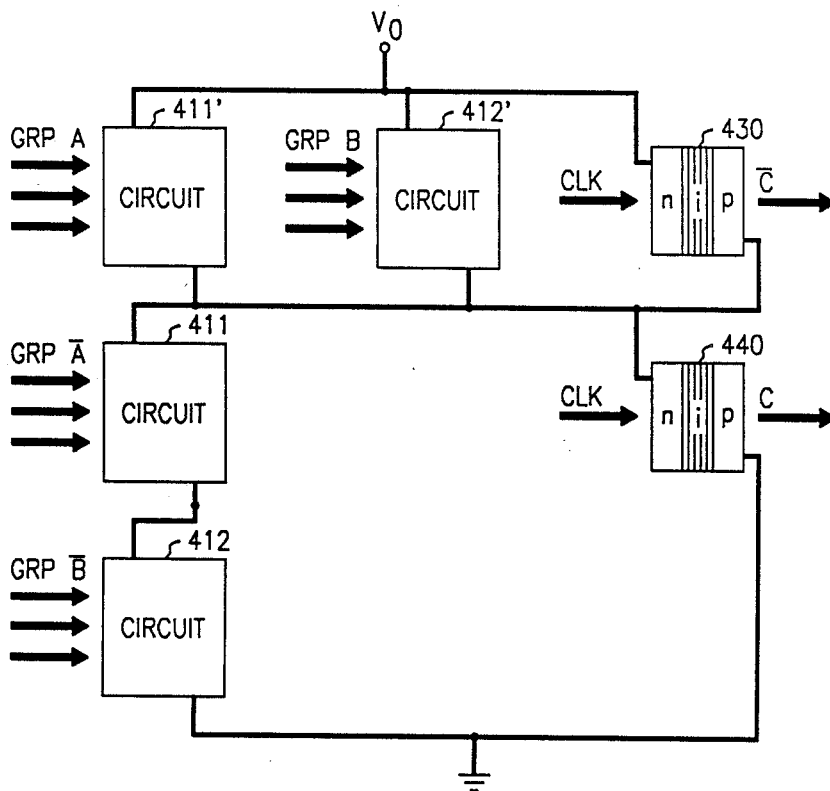 V0
411'
412'
430
GRP A
GRP B
CLK
C̅
CIRCUIT
CIRCUIT
n i p
411
440
GRP A̅
CLK
C
CIRCUIT
n i p
412
GRP B̅
CIRCUIT